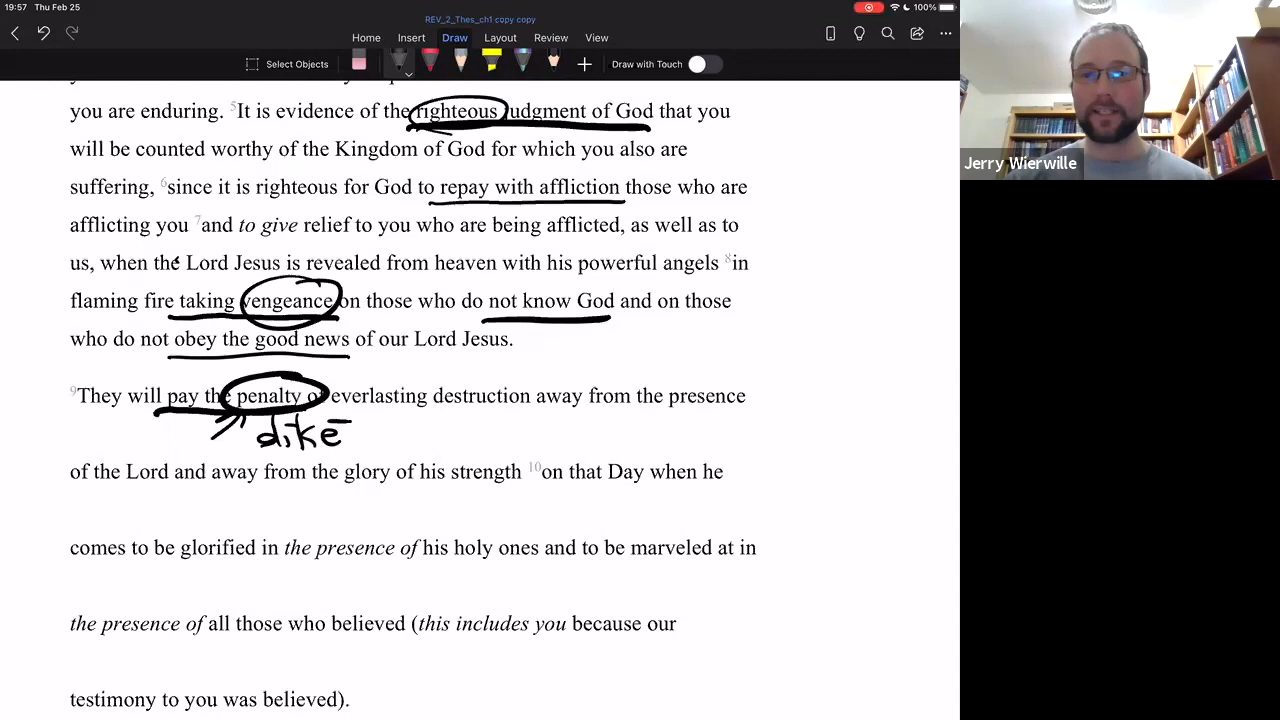 19:57 Thu Feb 25
100%
REV_2_Thes_ch1 copy copy
Home Insert Draw Layout Review View
Select Objects
Draw with Touch
you are enduring. 5It is evidence of the righteous judgment of God that you
will be counted worthy of the Kingdom of God for which you also are
suffering, 6since it is righteous for God to repay with affliction those who are
afflicting you 7and to give relief to you who are being afflicted, as well as to
us, when the Lord Jesus is revealed from heaven with his powerful angels 8in
flaming fire taking vengeance on those who do not know God and on those
who do not obey the good news of our Lord Jesus.
9They will pay the penalty of everlasting destruction away from the presence
dikē
of the Lord and away from the glory of his strength 10on that Day when he
comes to be glorified in the presence of his holy ones and to be marveled at in
the presence of all those who believed (this includes you because our
testimony to you was believed).
Jerry Wierwille